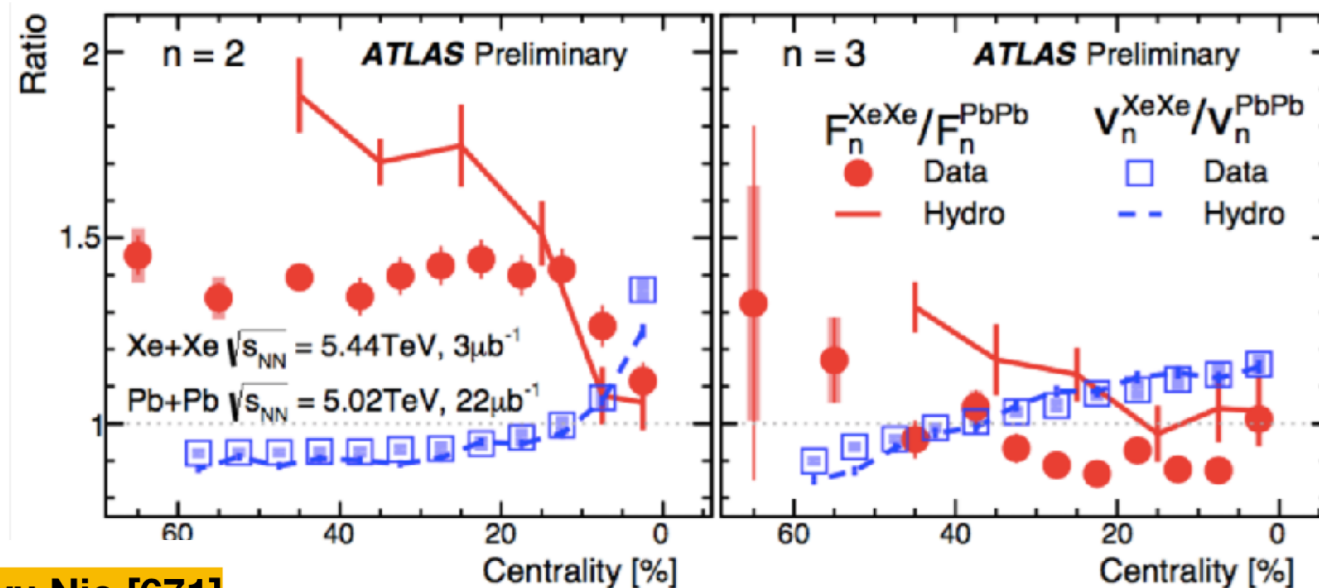 Ratio
2
1.5
1
n = 2
ATLAS Preliminary
Xe+Xe √s_NN = 5.44TeV, 3μb⁻¹
Pb+Pb √s_NN = 5.02TeV, 22μb⁻¹
60 40 20 0
Centrality [%]
n = 3
ATLAS Preliminary
F_n^XeXe/F_n^PbPb v_n^XeXe/v_n^PbPb
Data Data
Hydro Hydro
60 40 20 0
Centrality [%]
Nie [671]